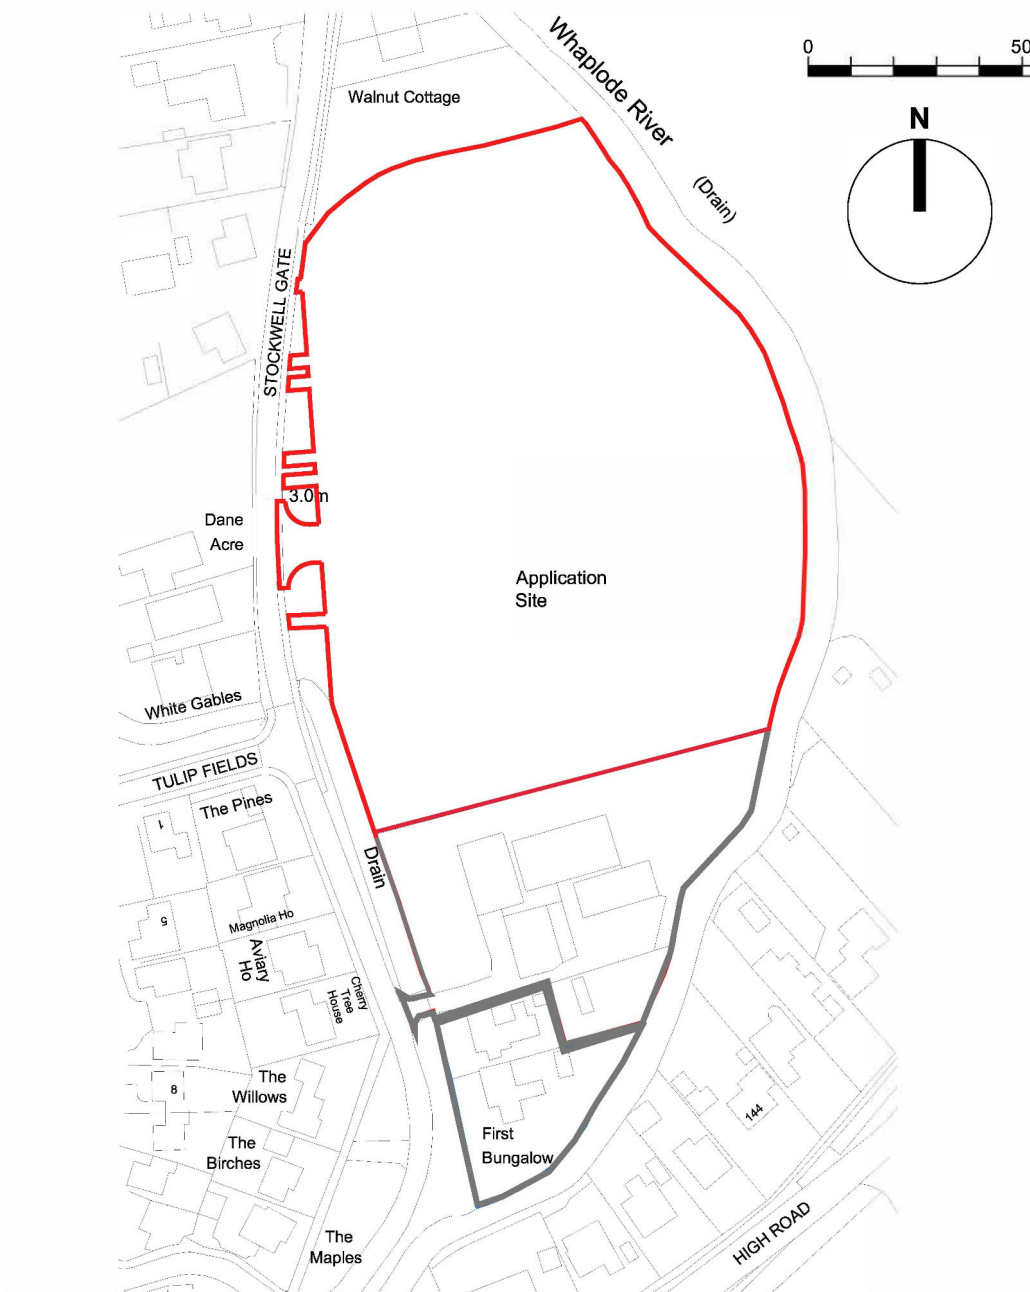 0
50
Whaplode River
N
Walnut Cottage
(Drain)
STOCKWELL GATE
3.0m
Dane
Acre
Application
Site
White Gables
TULIP FIELDS
The Pines
1
Drain
5
Magnolia Ho
Aviary
Ho
Cherry
Tree
House
8
The
Willows
144
First
Bungalow
The
Birches
HIGH ROAD
The
Maples